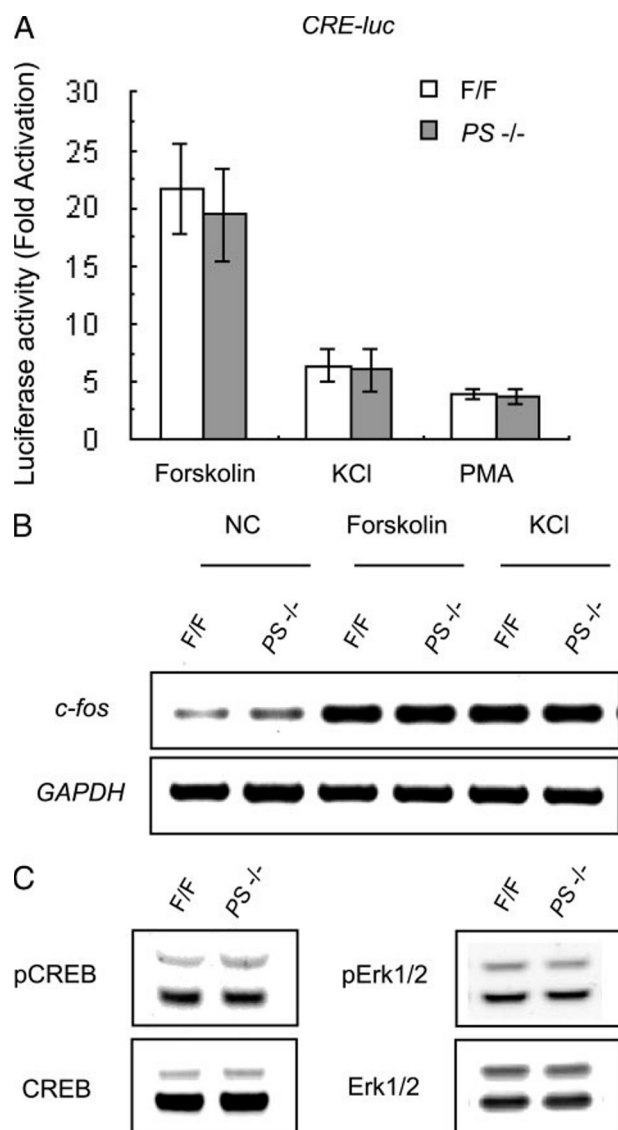 A
CRE-luc
Luciferase activity (Fold Activation)
30
25
20
15
10
5
0
F/F
PS -/-
Forskolin KCl PMA
B
NC Forskolin KCl
F/F PS -/- F/F PS -/- F/F PS -/-
c-fos
GAPDH
C
F/F PS -/- F/F PS -/-
pCREB pErk1/2
CREB Erk1/2